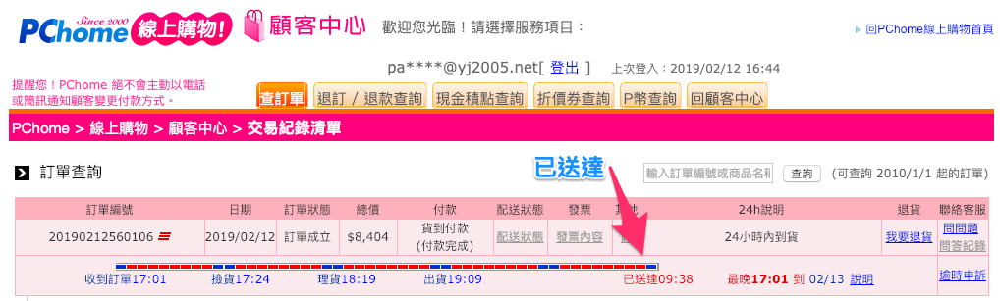 Since 2000
PChome 線上購物!
顧客中心
歡迎您光臨！請選擇服務項目：
回PChome線上購物首頁
pa****@yj2005.net[ 登出 ]
上次登入：2019/02/12 16:44
提醒您！PChome 絕不會主動以電話
或簡訊通知顧客變更付款方式。
查訂單 退訂 / 退款查詢 現金積點查詢 折價券查詢 P幣查詢 回顧客中心
PChome > 線上購物 > 顧客中心 > 交易紀錄清單
已送達
訂單查詢
輸入訂單編號或商品名稱 查詢 (可查詢 2010/1/1 起的訂單)
訂單編號 日期 訂單狀態 總價 付款 配送狀態 發票 其他 24h說明 退貨 聯絡客服
20190212560106 2019/02/12 訂單成立 $8,404 貨到付款 配送狀態 發票內容 24小時內到貨 我要退貨 問問題
(付款完成) 問答紀錄
收到訂單17:01 撿貨17:24 理貨18:19 出貨19:09 已送達09:38 最晚17:01 到 02/13 說明 逾時申訴